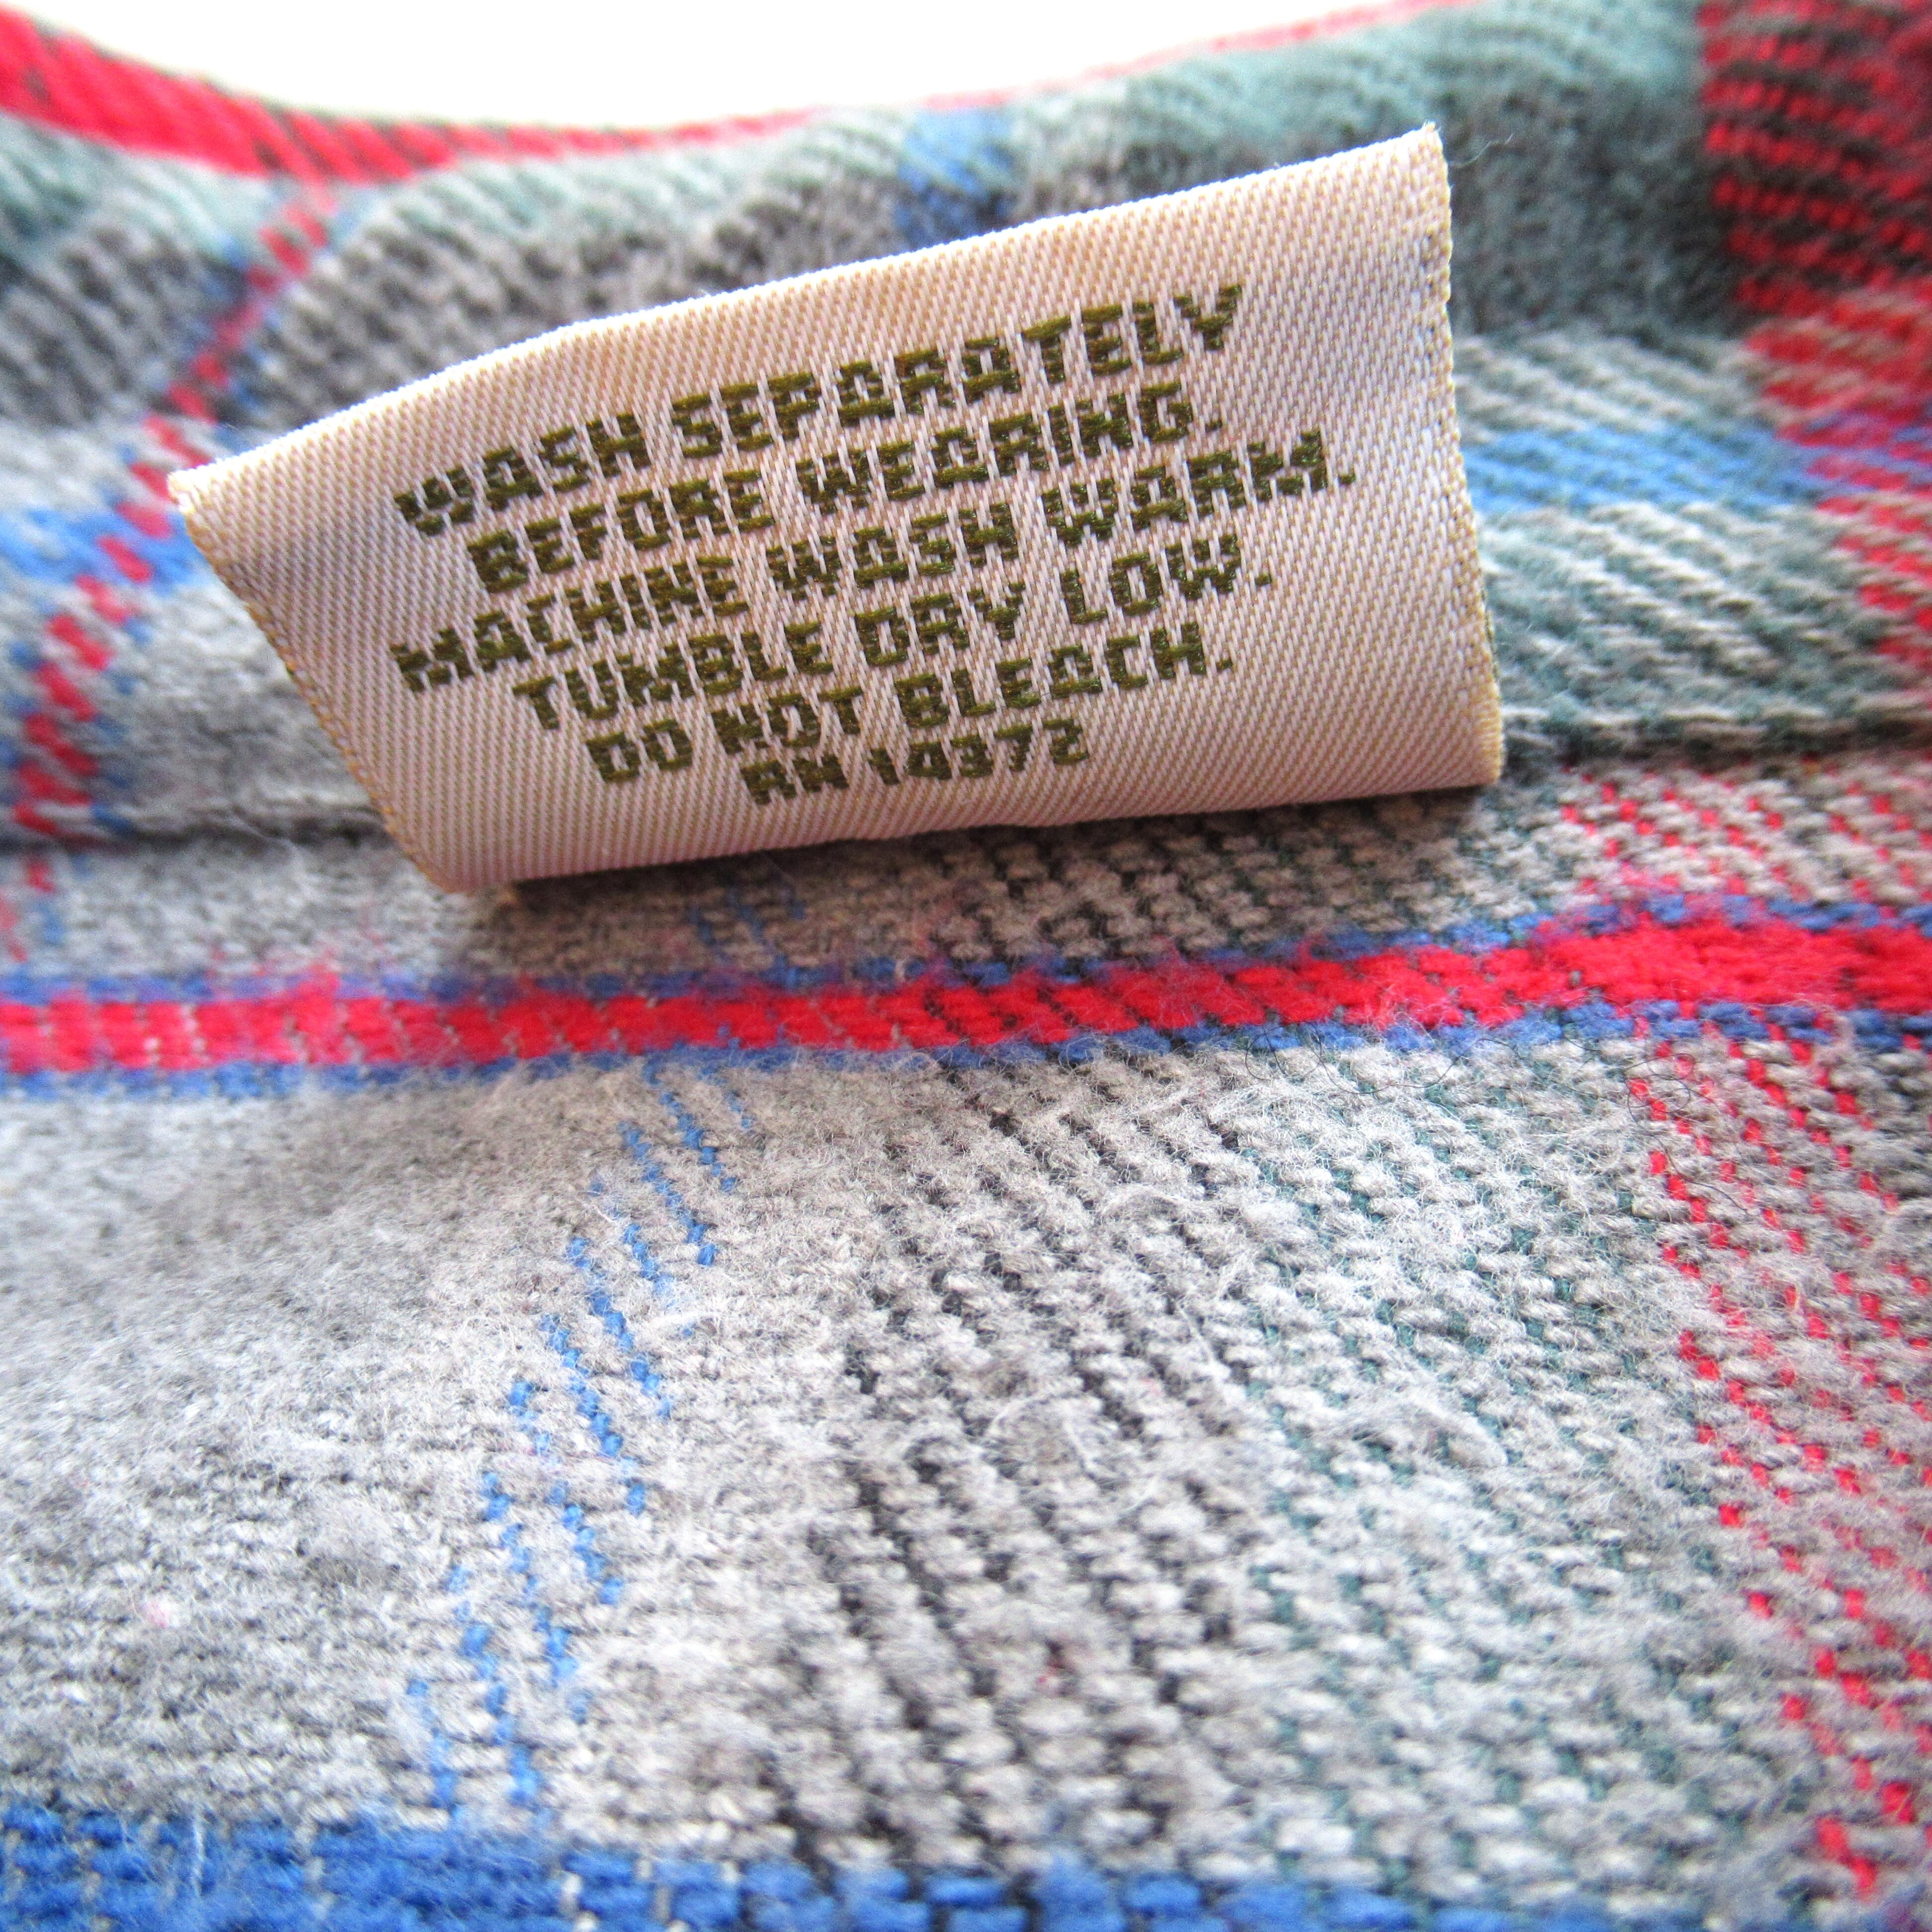 WASH SEPARATELY
BEFORE WEARING.
MACHINE WASH WARM.
TUMBLE DRY LOW.
DO NOT BLEACH.
RN 14372